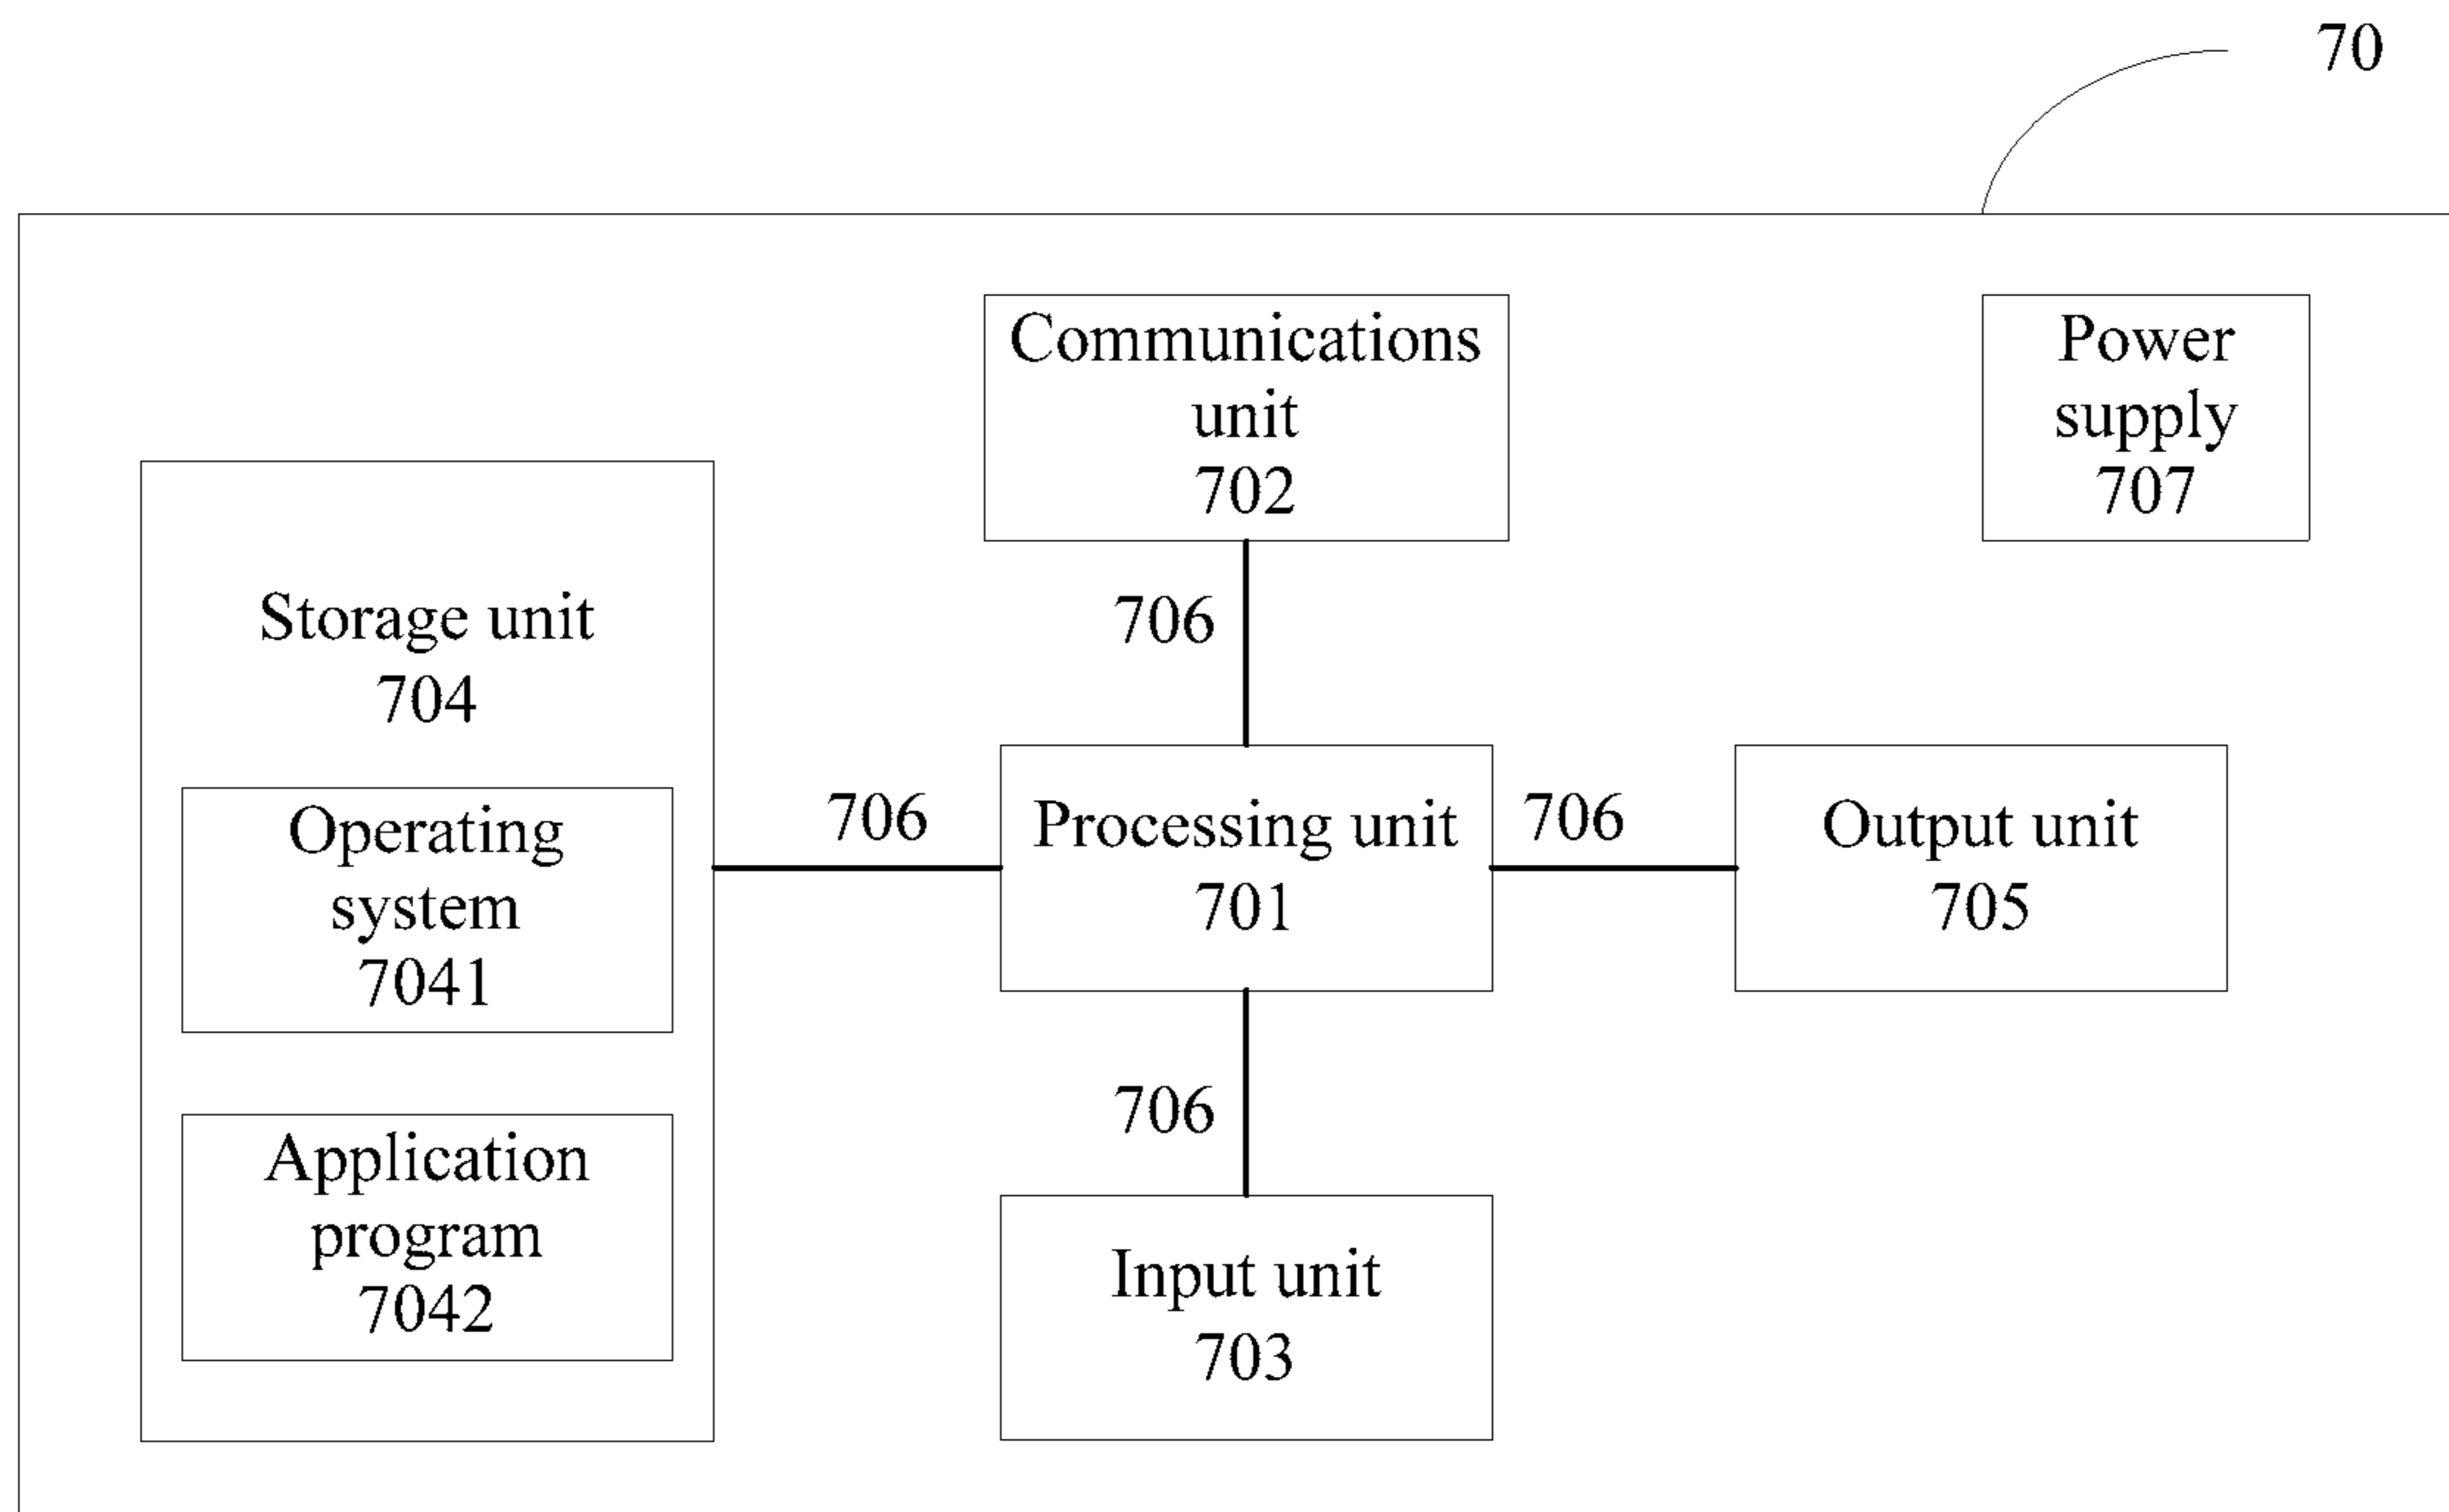 70
Communications
unit
702
Power
supply
707
Storage unit
704
706
Operating
system
7041
706
Processing unit
701
706
Output unit
705
706
Application
program
7042
Input unit
703